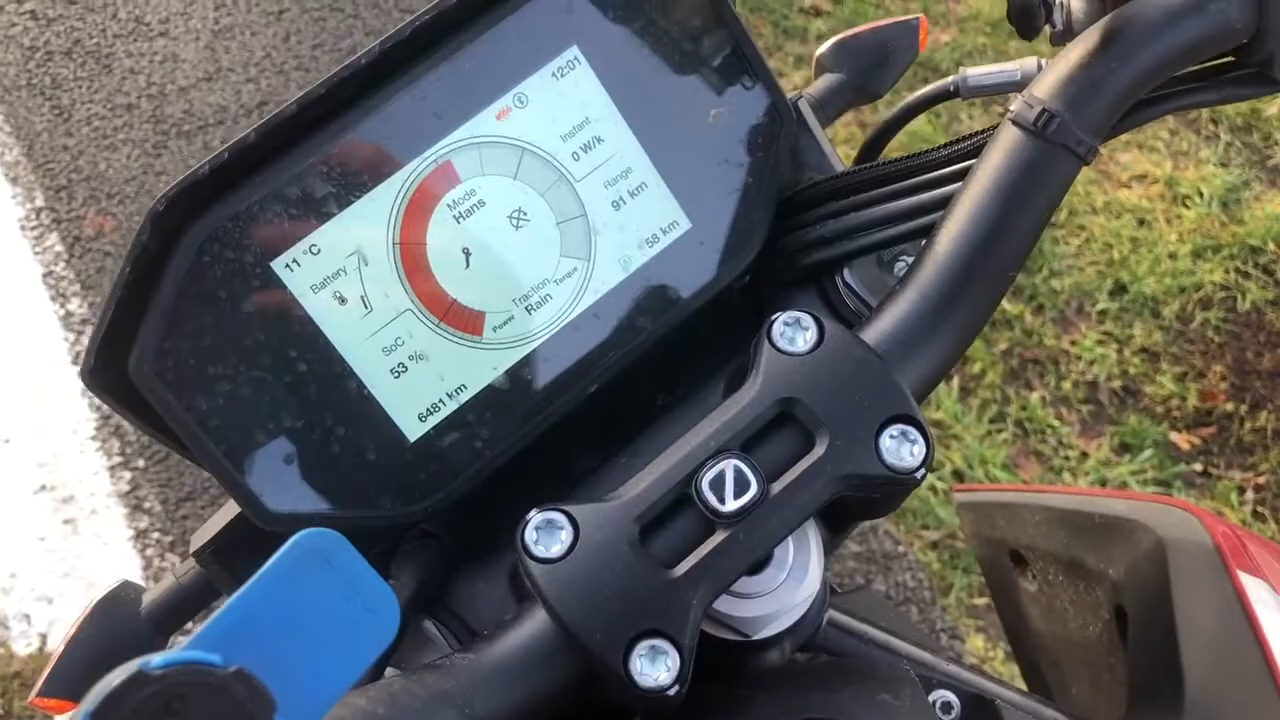 12:01
Instant
0 W/k
Range
91 km
58 km
11 °C
Battery
SoC
53 %
6481 km
Mode
Hans
Traction
Rain
Power
Torque